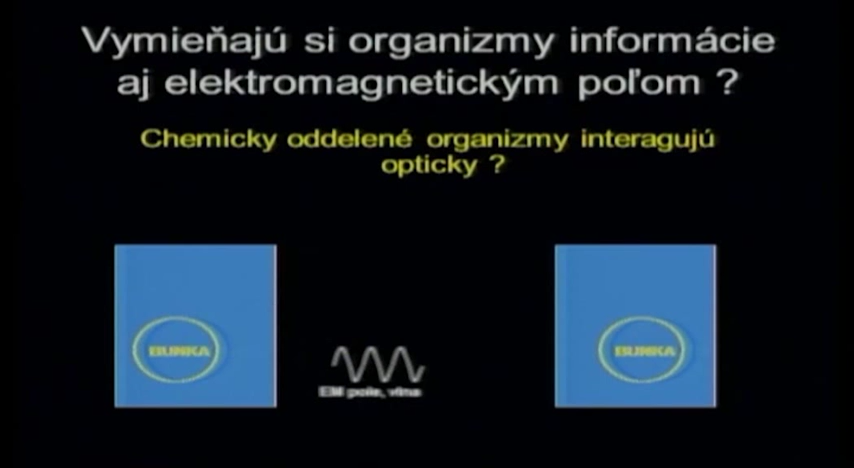 Vymieňajú si organizmy informácie
aj elektromagnetickým poľom ?
Chemicky oddelené organizmy interagujú
opticky ?
BUNKA
EM pole, vlna
BUNKA